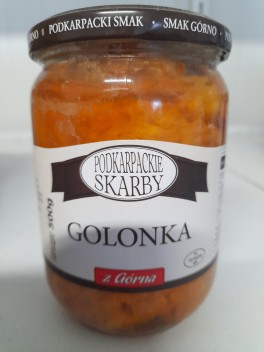 PODKARPACKI SMAK · SMAK GÓRNO
PODKARPACKIE
SKARBY
GOLONKA
z Górna
500g